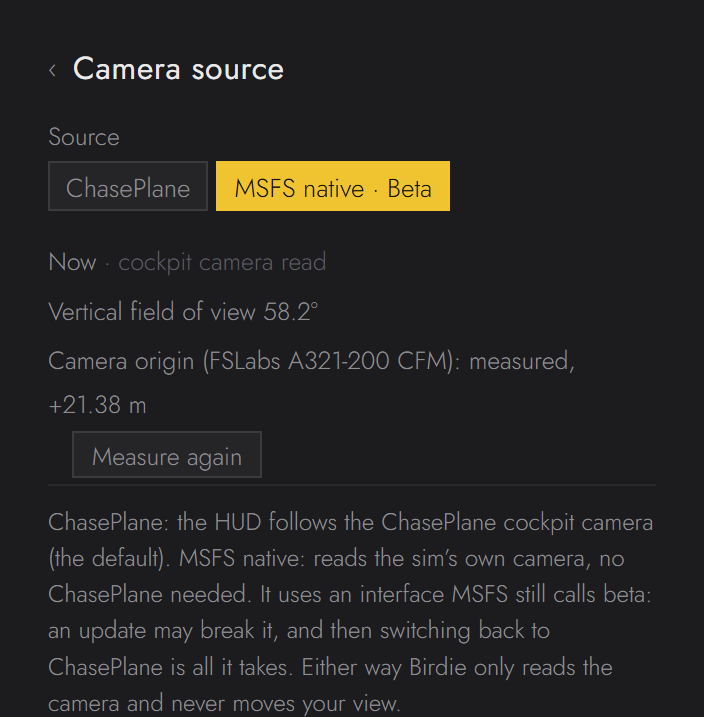 ‹ Camera source
Source
ChasePlane MSFS native · Beta
Now · cockpit camera read
Vertical field of view 58.2°
Camera origin (FSLabs A321-200 CFM): measured,
+21.38 m
Measure again
ChasePlane: the HUD follows the ChasePlane cockpit camera
(the default). MSFS native: reads the sim's own camera, no
ChasePlane needed. It uses an interface MSFS still calls beta:
an update may break it, and then switching back to
ChasePlane is all it takes. Either way Birdie only reads the
camera and never moves your view.